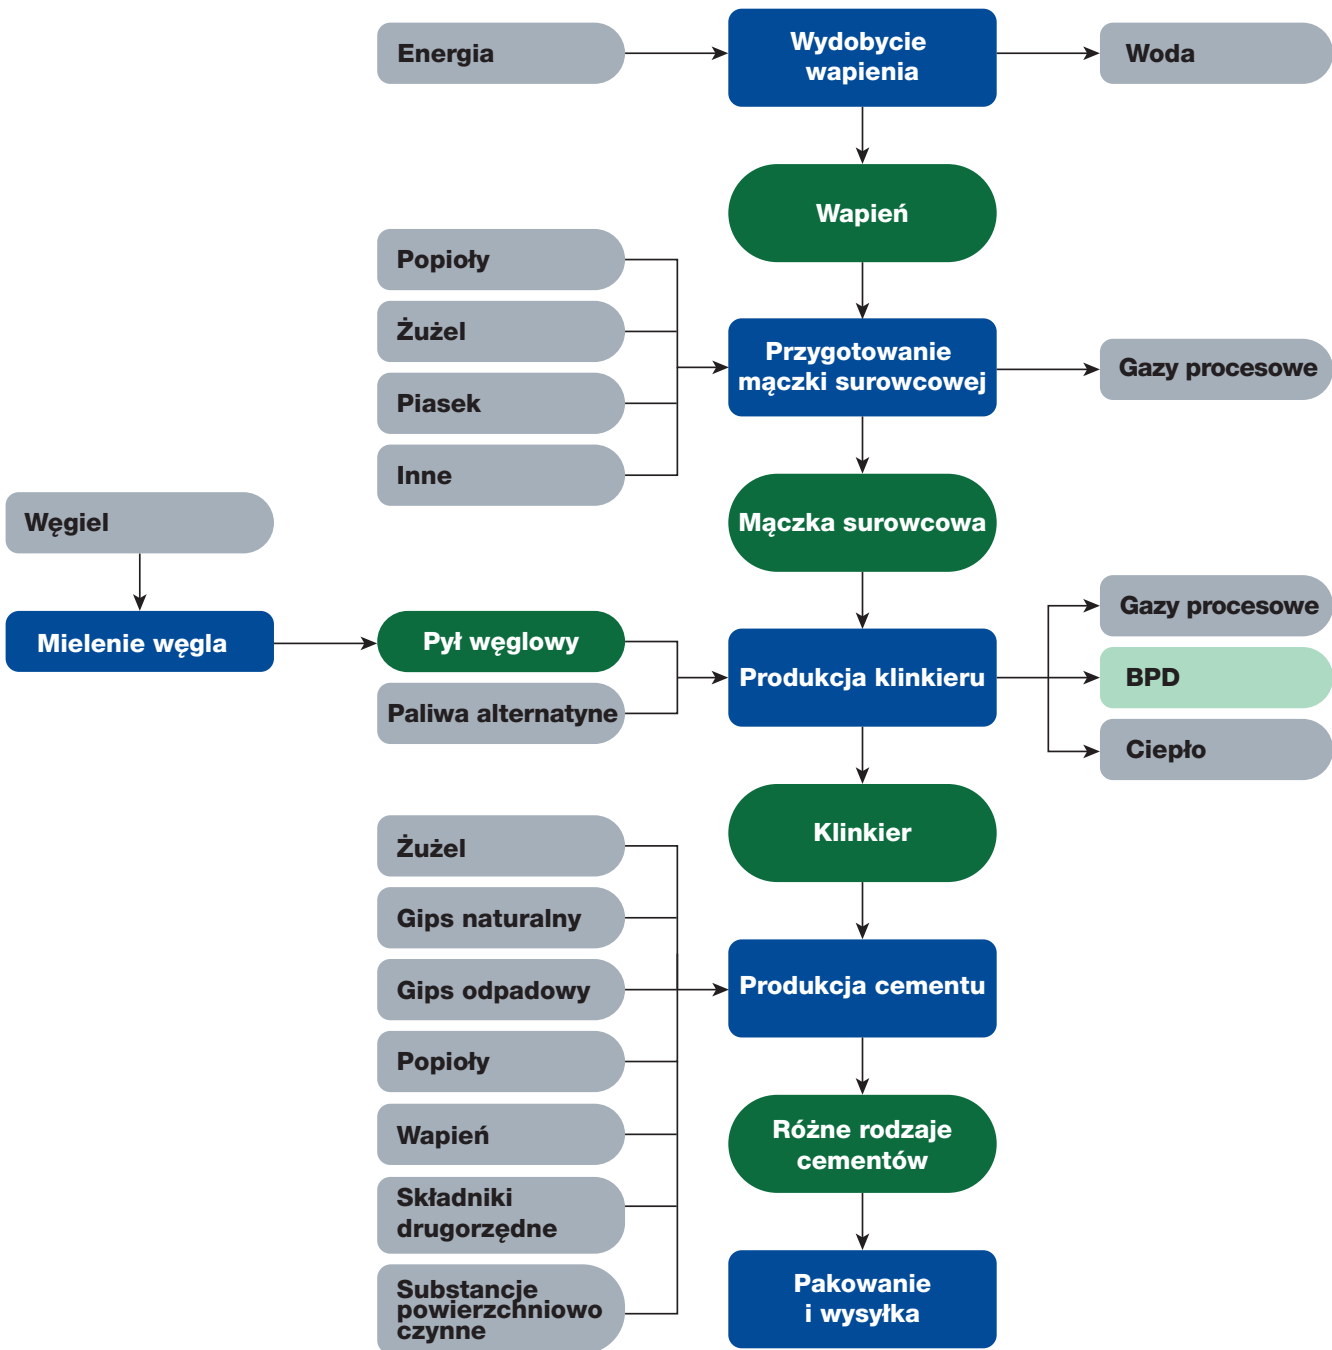 Energia
Wydobycie
wapienia
Woda
Wapień
Popioły
Żużel
Piasek
Inne
Przygotowanie
mączki surowcowej
Gazy procesowe
Mączka surowcowa
Węgiel
Mielenie węgla
Pył węglowy
Paliwa alternatyne
Produkcja klinkieru
Gazy procesowe
BPD
Ciepło
Klinkier
Żużel
Gips naturalny
Gips odpadowy
Popioły
Wapień
Składniki
drugorzędne
Substancje
powierzchniowo
czynne
Produkcja cementu
Różne rodzaje
cementów
Pakowanie
i wysyłka